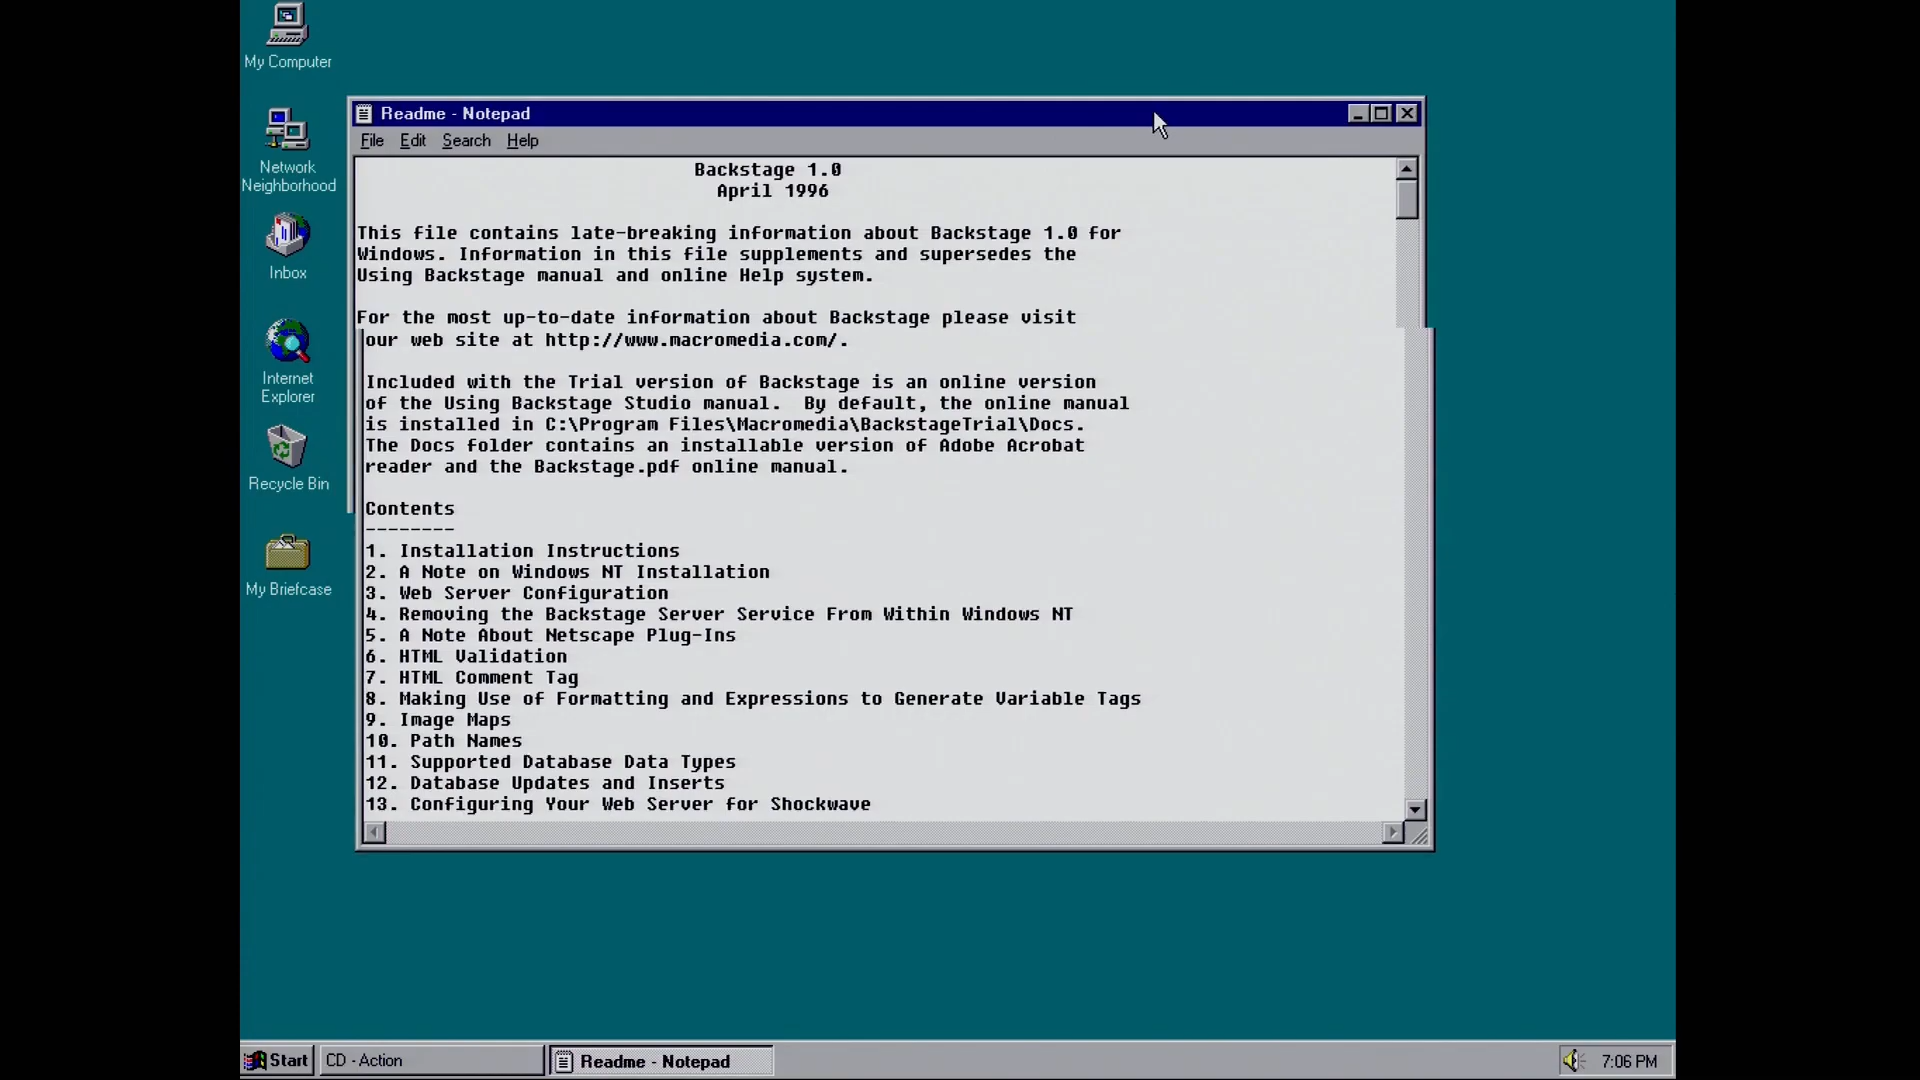 My Computer
Network
Neighborhood
Inbox
Internet
Explorer
Recycle Bin
My Briefcase
Readme - Notepad
File Edit Search Help
Backstage 1.0
April 1996
This file contains late-breaking information about Backstage 1.0 for
Windows. Information in this file supplements and supersedes the
Using Backstage manual and online Help system.
For the most up-to-date information about Backstage please visit
our web site at http://www.macromedia.com/.
Included with the Trial version of Backstage is an online version
of the Using Backstage Studio manual.  By default, the online manual
is installed in C:\Program Files\Macromedia\BackstageTrial\Docs.
The Docs folder contains an installable version of Adobe Acrobat
reader and the Backstage.pdf online manual.
Contents
--------
1. Installation Instructions
2. A Note on Windows NT Installation
3. Web Server Configuration
4. Removing the Backstage Server Service From Within Windows NT
5. A Note About Netscape Plug-Ins
6. HTML Validation
7. HTML Comment Tag
8. Making Use of Formatting and Expressions to Generate Variable Tags
9. Image Maps
10. Path Names
11. Supported Database Data Types
12. Database Updates and Inserts
13. Configuring Your Web Server for Shockwave
Start CD - Action Readme - Notepad 7:06 PM